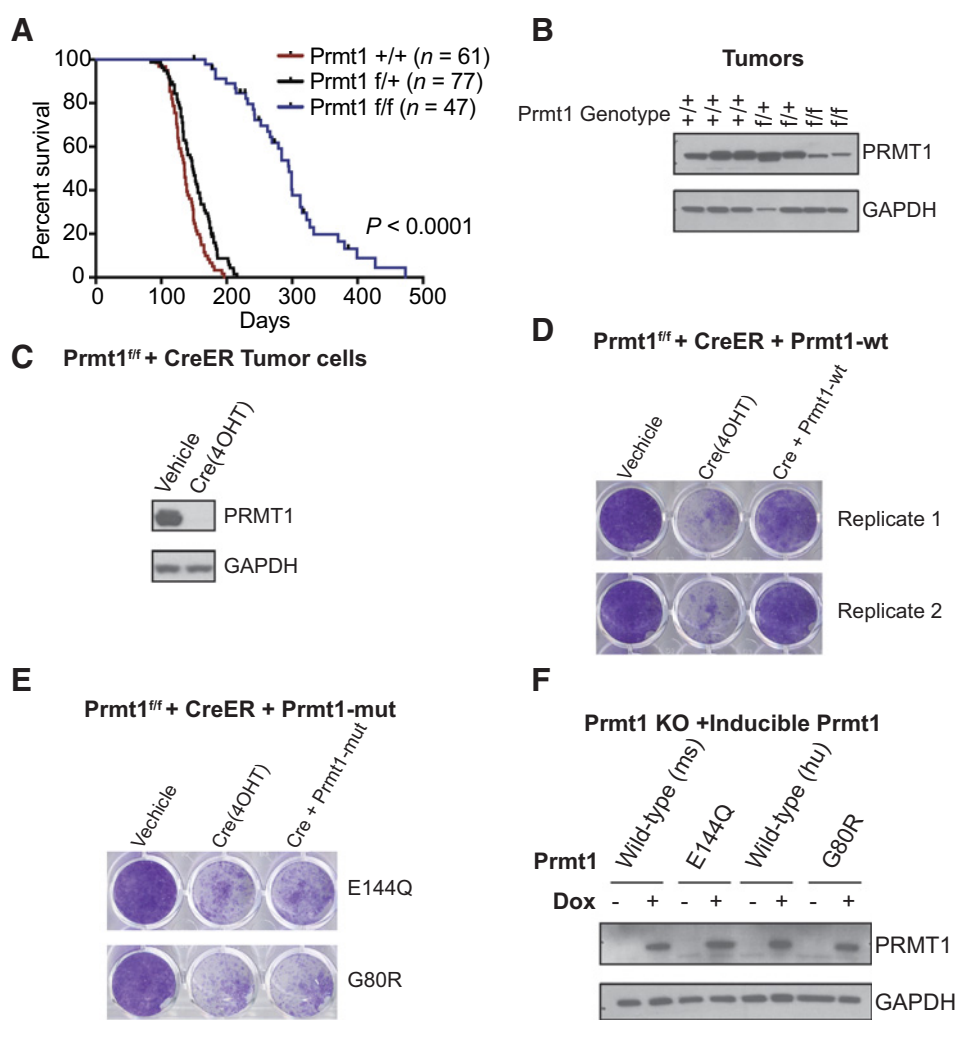 A
100
80
60
40
20
0
Percent survival
0 100 200 300 400 500
Days
Prmt1 +/+ (n = 61)
Prmt1 f/+ (n = 77)
Prmt1 f/f (n = 47)
P < 0.0001
B
Tumors
Prmt1 Genotype +/+ +/+ +/+ f/+ f/+ f/f f/f
PRMT1
GAPDH
C
Prmt1f/f + CreER Tumor cells
Vehicle Cre(4OHT)
PRMT1
GAPDH
D
Prmt1f/f + CreER + Prmt1-wt
Vechicle Cre(4OHT) Cre + Prmt1-wt
Replicate 1
Replicate 2
E
Prmt1f/f + CreER + Prmt1-mut
Vechicle Cre(4OHT) Cre + Prmt1-mut
E144Q
G80R
F
Prmt1 KO +Inducible Prmt1
Prmt1 Wild-type (ms) E144Q Wild-type (hu) G80R
Dox - + - + - + - +
PRMT1
GAPDH